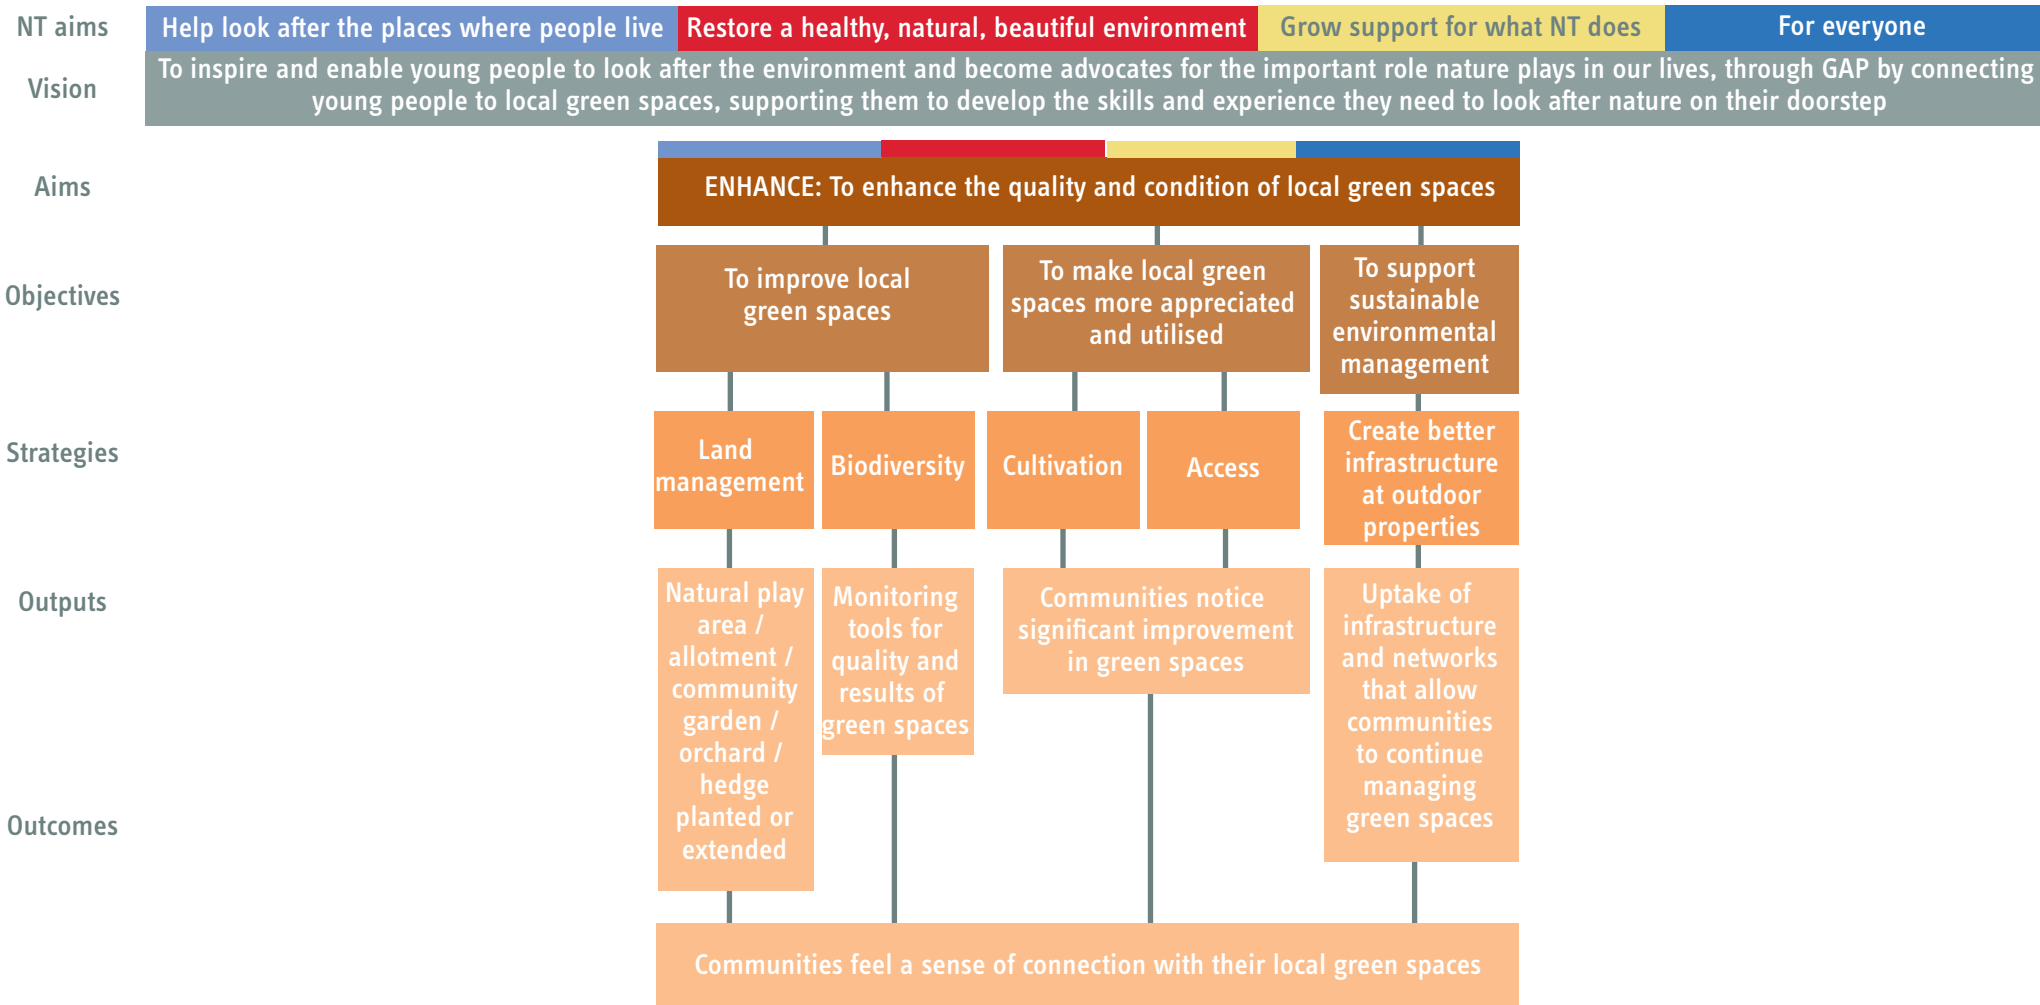 NT aims
Help look after the places where people live
Restore a healthy, natural, beautiful environment
Grow support for what NT does
For everyone
Vision
To inspire and enable young people to look after the environment and become advocates for the important role nature plays in our lives, through GAP by connecting
young people to local green spaces, supporting them to develop the skills and experience they need to look after nature on their doorstep
Aims
ENHANCE: To enhance the quality and condition of local green spaces
Objectives
To improve local
green spaces
To make local green
spaces more appreciated
and utilised
To support
sustainable
environmental
management
Strategies
Land
management
Biodiversity
Cultivation
Access
Create better
infrastructure
at outdoor
properties
Outputs
Natural play
area /
allotment /
community
garden /
orchard /
hedge
planted or
extended
Monitoring
tools for
quality and
results of
green spaces
Communities notice
significant improvement
in green spaces
Uptake of
infrastructure
and networks
that allow
communities
to continue
managing
green spaces
Outcomes
Communities feel a sense of connection with their local green spaces